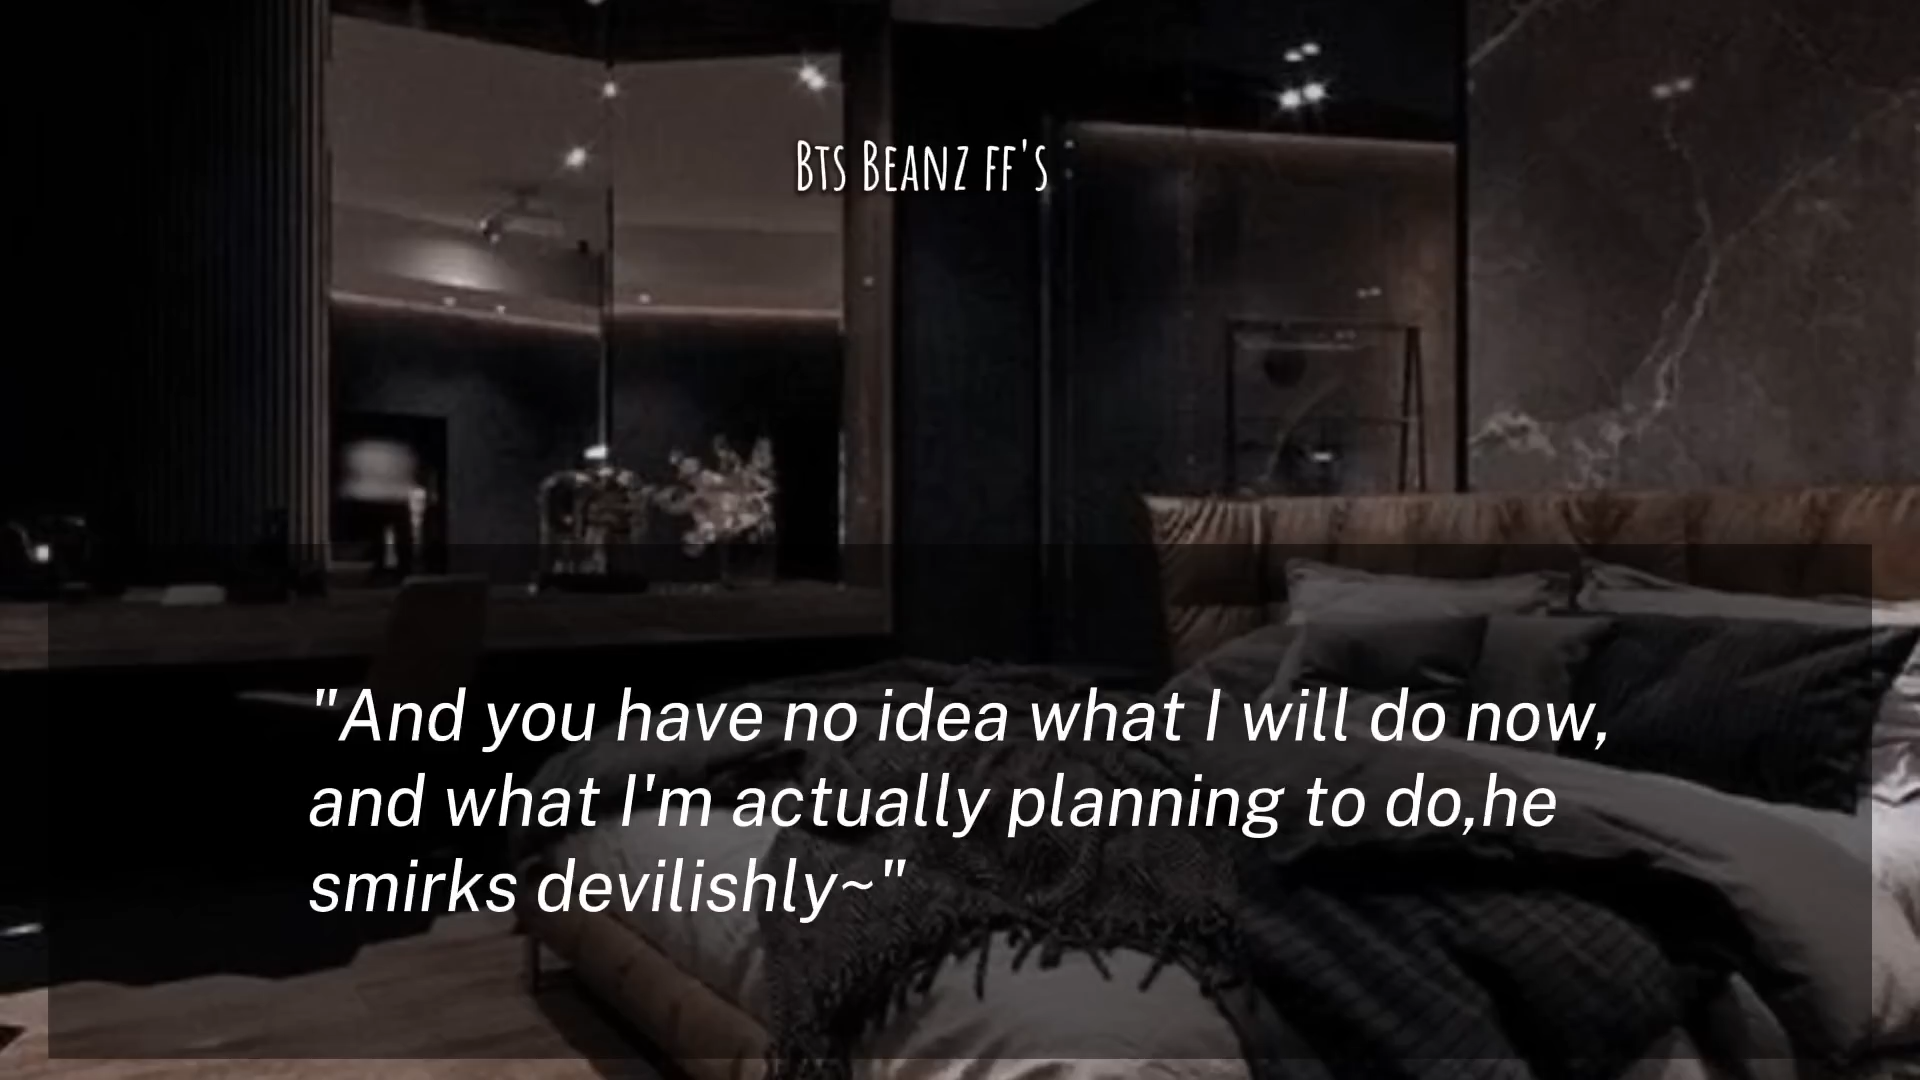 Bts Beanz ff's
"And you have no idea what I will do now,
and what I'm actually planning to do,he
smirks devilishly~"